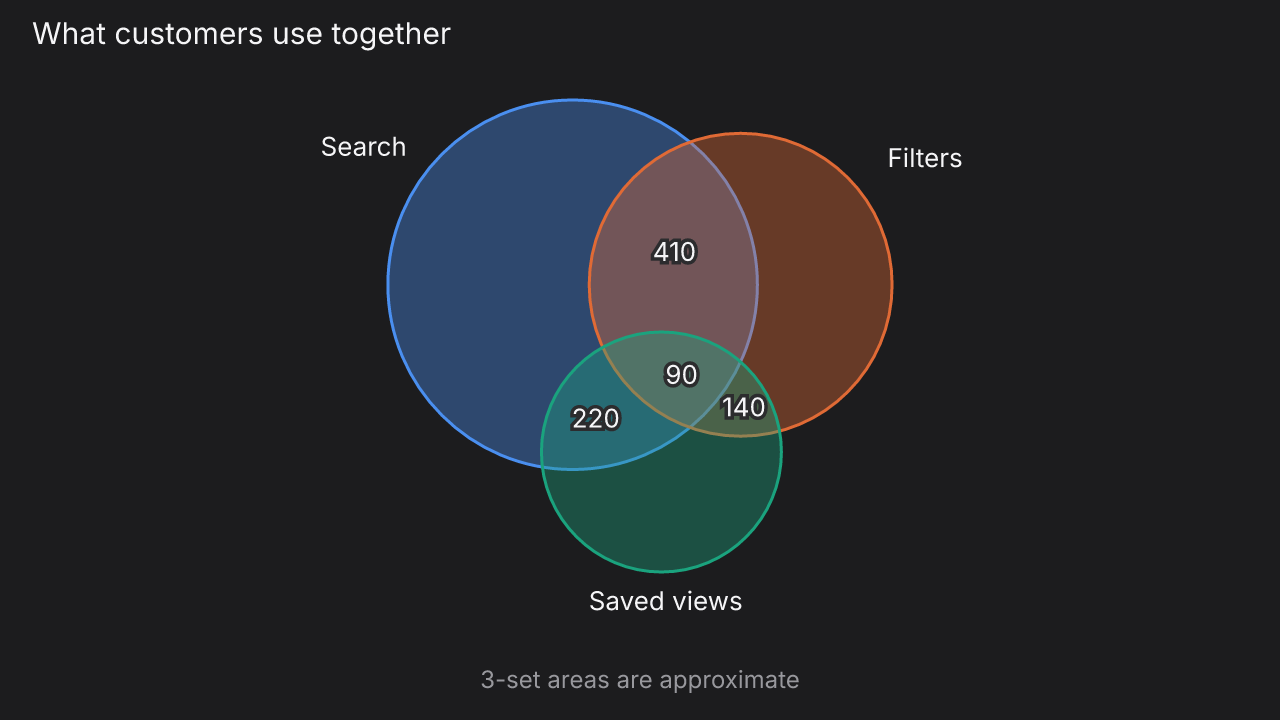 What customers use together
Search
Filters
410
90
140
220
Saved views
3-set areas are approximate